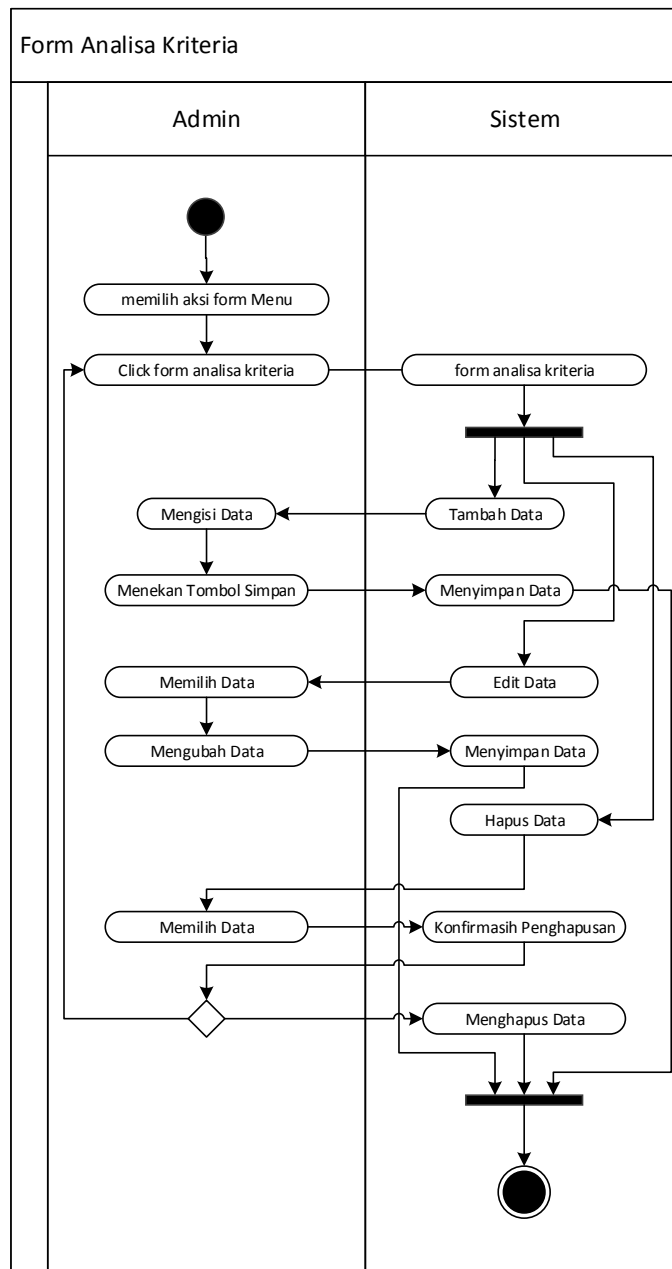 Form Analisa Kriteria
Admin
Sistem
memilih aksi form Menu
Click form analisa kriteria
form analisa kriteria
Mengisi Data
Tambah Data
Menekan Tombol Simpan
Menyimpan Data
Memilih Data
Edit Data
Mengubah Data
Menyimpan Data
Hapus Data
Memilih Data
Konfirmasih Penghapusan
Menghapus Data